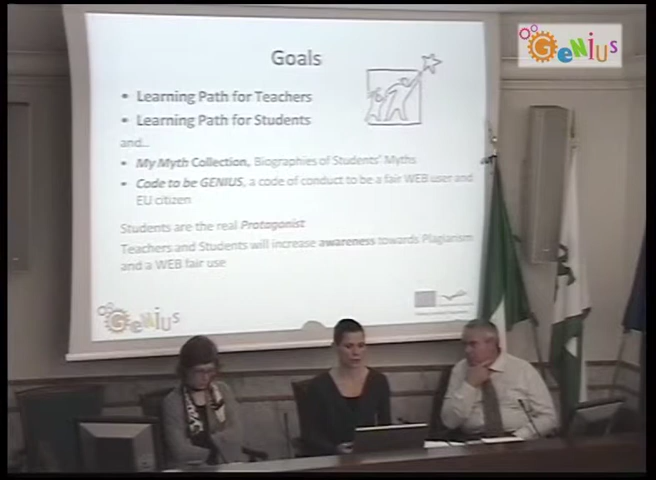 GENIUS
Goals
• Learning Path for Teachers
• Learning Path for Students
and...
• My Myth Collection, Biographies of Students' Myths
• Code to be GENIUS, a code of conduct to be a fair WEB user and
EU citizen
Students are the real Protagonist
Teachers and Students will increase awareness towards Plagiarism
and a WEB fair use
GENIUS